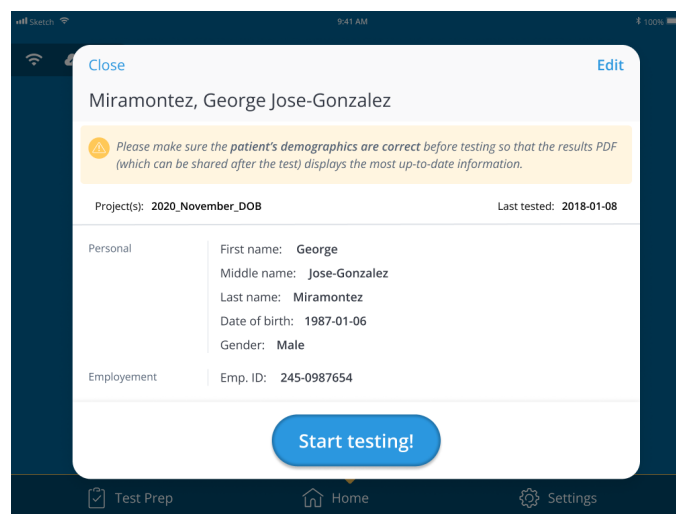 Sketch 9:41 AM 100%
Close Edit
Miramontez, George Jose-Gonzalez
Please make sure the patient's demographics are correct before testing so that the results PDF
(which can be shared after the test) displays the most up-to-date information.
Project(s): 2020_November_DOB Last tested: 2018-01-08
Personal First name: George
Middle name: Jose-Gonzalez
Last name: Miramontez
Date of birth: 1987-01-06
Gender: Male
Employement Emp. ID: 245-0987654
Start testing!
Test Prep Home Settings